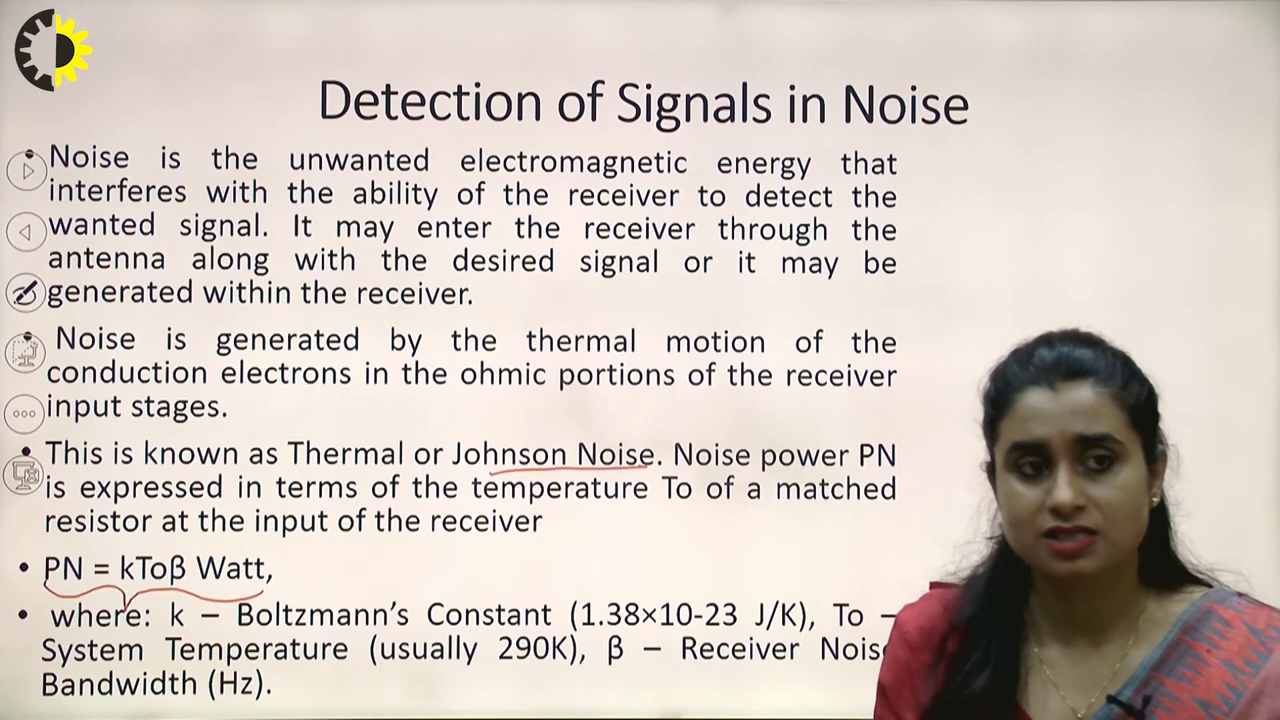 Detection of Signals in Noise
• Noise is the unwanted electromagnetic energy that
interferes with the ability of the receiver to detect the
wanted signal. It may enter the receiver through the
antenna along with the desired signal or it may be
generated within the receiver.
• Noise is generated by the thermal motion of the
conduction electrons in the ohmic portions of the receiver
input stages.
• This is known as Thermal or Johnson Noise. Noise power PN
is expressed in terms of the temperature To of a matched
resistor at the input of the receiver
• PN = kToβ Watt,
• where: k – Boltzmann’s Constant (1.38×10-23 J/K), To –
System Temperature (usually 290K), β – Receiver Noise
Bandwidth (Hz).